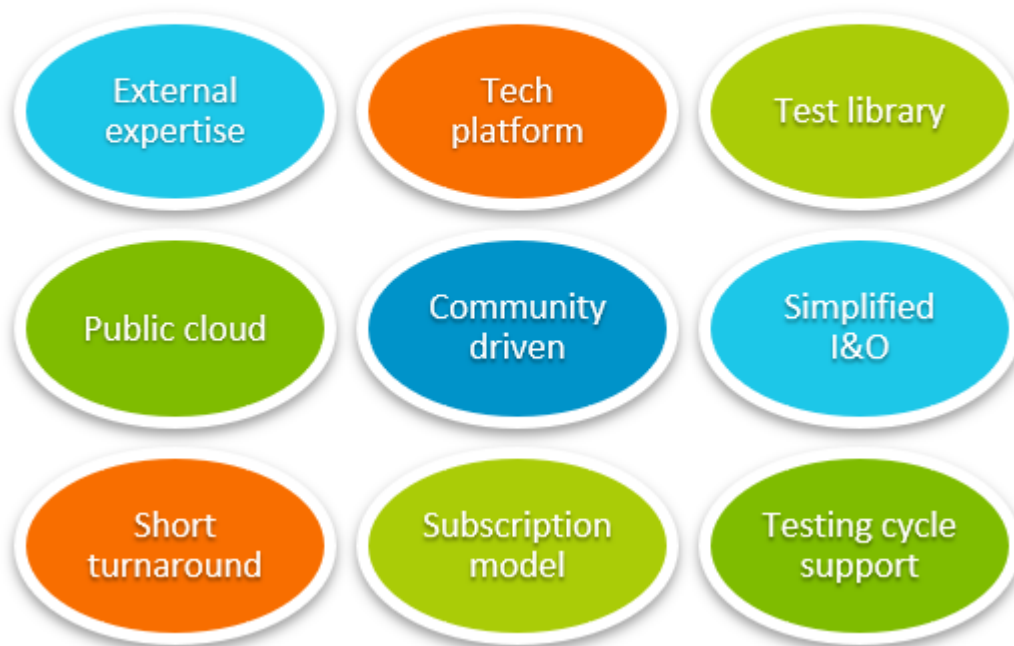 External
expertise
Tech
platform
Test library
Public cloud
Community
driven
Simplified
I&O
Short
turnaround
Subscription
model
Testing cycle
support